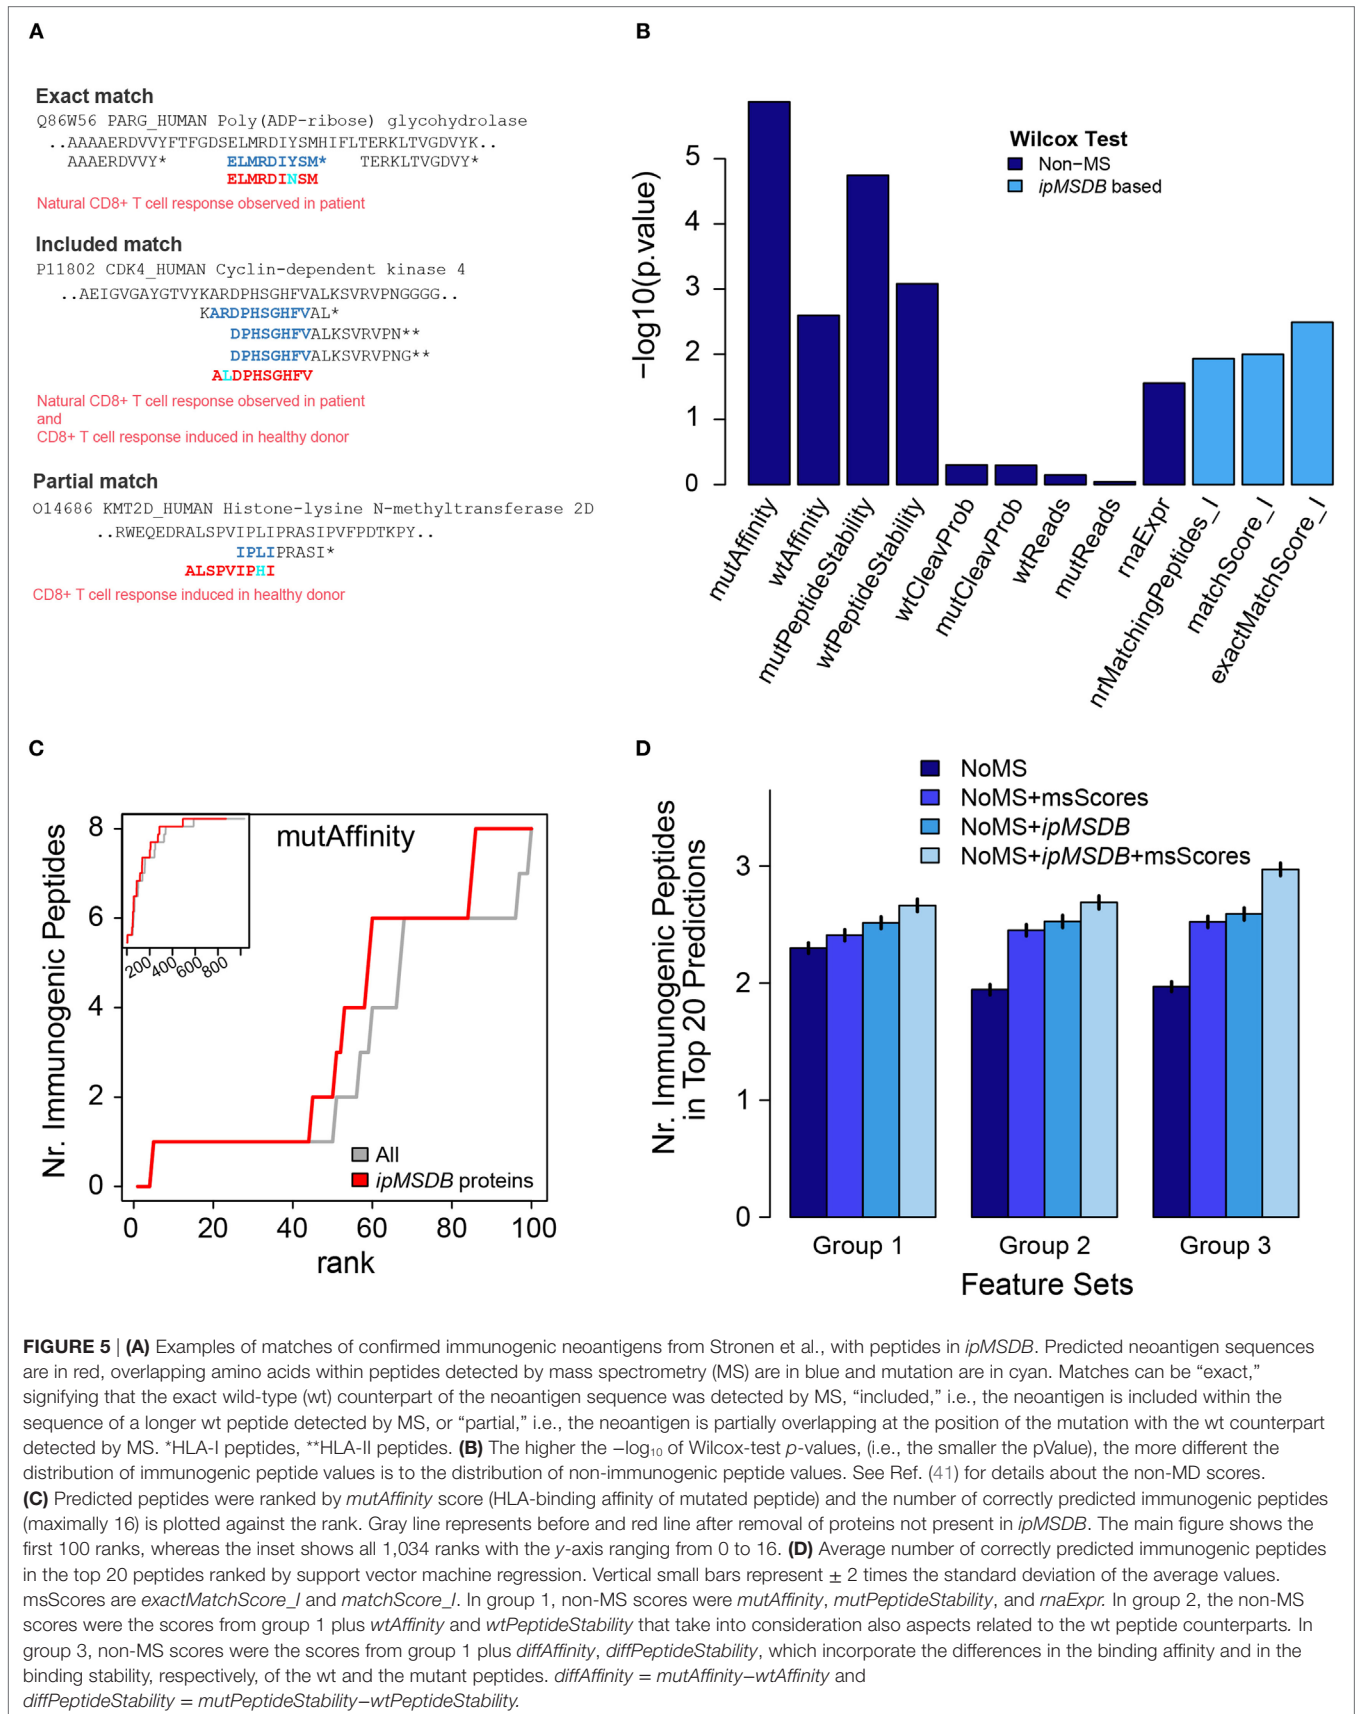 A
Exact match
Q86W56 PARG_HUMAN Poly(ADP-ribose) glycohydrolase
..AAAAERDVVYFTFGDSELMRDIYSMHIFLTERKLTVGDVYK..
AAAERDVVY* ELMRDIYSM* TERKLTVGDVY*
ELMRDINSM
Natural CD8+ T cell response observed in patient
Included match
P11802 CDK4_HUMAN Cyclin-dependent kinase 4
..AEIGVGAYGTVYKARDPHSGHFVALKSVRVPNGGGG..
KARDPHSGHFVAL*
DPHSGHFVALKSVRVPN**
DPHSGHFVALKSVRVPNG**
ALDPHSGHFV
Natural CD8+ T cell response observed in patient
and
CD8+ T cell response induced in healthy donor
Partial match
O14686 KMT2D_HUMAN Histone-lysine N-methyltransferase 2D
..RWEQEDRALSPVIPLIPRASIPVFPDTKPY..
IPLIPRASI*
ALSPVIPHI
CD8+ T cell response induced in healthy donor
B
−log10(p.value)
5
4
3
2
1
0
Wilcox Test
Non−MS
ipMSDB based
mutAffinity
wtAffinity
mutPeptideStability
wtPeptideStability
wtCleavProb
mutCleavProb
wtReads
mutReads
rnaExpr
nrMatchingPeptides_I
matchScore_I
exactMatchScore_I
C
Nr. Immunogenic Peptides
8
6
4
2
0
mutAffinity
200 400 600 800
All
ipMSDB proteins
0 20 40 60 80 100
rank
D
NoMS
NoMS+msScores
NoMS+ipMSDB
NoMS+ipMSDB+msScores
Nr. Immunogenic Peptides
in Top 20 Predictions
3
2
1
0
Group 1 Group 2 Group 3
Feature Sets
FIGURE 5 | (A) Examples of matches of confirmed immunogenic neoantigens from Stronen et al., with peptides in ipMSDB. Predicted neoantigen sequences
are in red, overlapping amino acids within peptides detected by mass spectrometry (MS) are in blue and mutation are in cyan. Matches can be “exact,”
signifying that the exact wild-type (wt) counterpart of the neoantigen sequence was detected by MS, “included,” i.e., the neoantigen is included within the
sequence of a longer wt peptide detected by MS, or “partial,” i.e., the neoantigen is partially overlapping at the position of the mutation with the wt counterpart
detected by MS. *HLA-I peptides, **HLA-II peptides. (B) The higher the −log₁₀ of Wilcox-test p-values, (i.e., the smaller the pValue), the more different the
distribution of immunogenic peptide values is to the distribution of non-immunogenic peptide values. See Ref. (41) for details about the non-MD scores.
(C) Predicted peptides were ranked by mutAffinity score (HLA-binding affinity of mutated peptide) and the number of correctly predicted immunogenic peptides
(maximally 16) is plotted against the rank. Gray line represents before and red line after removal of proteins not present in ipMSDB. The main figure shows the
first 100 ranks, whereas the inset shows all 1,034 ranks with the y-axis ranging from 0 to 16. (D) Average number of correctly predicted immunogenic peptides
in the top 20 peptides ranked by support vector machine regression. Vertical small bars represent ± 2 times the standard deviation of the average values.
msScores are exactMatchScore_I and matchScore_I. In group 1, non-MS scores were mutAffinity, mutPeptideStability, and rnaExpr. In group 2, the non-MS
scores were the scores from group 1 plus wtAffinity and wtPeptideStability that take into consideration also aspects related to the wt peptide counterparts. In
group 3, non-MS scores were the scores from group 1 plus diffAffinity, diffPeptideStability, which incorporate the differences in the binding affinity and in the
binding stability, respectively, of the wt and the mutant peptides. diffAffinity = mutAffinity−wtAffinity and
diffPeptideStability = mutPeptideStability−wtPeptideStability.